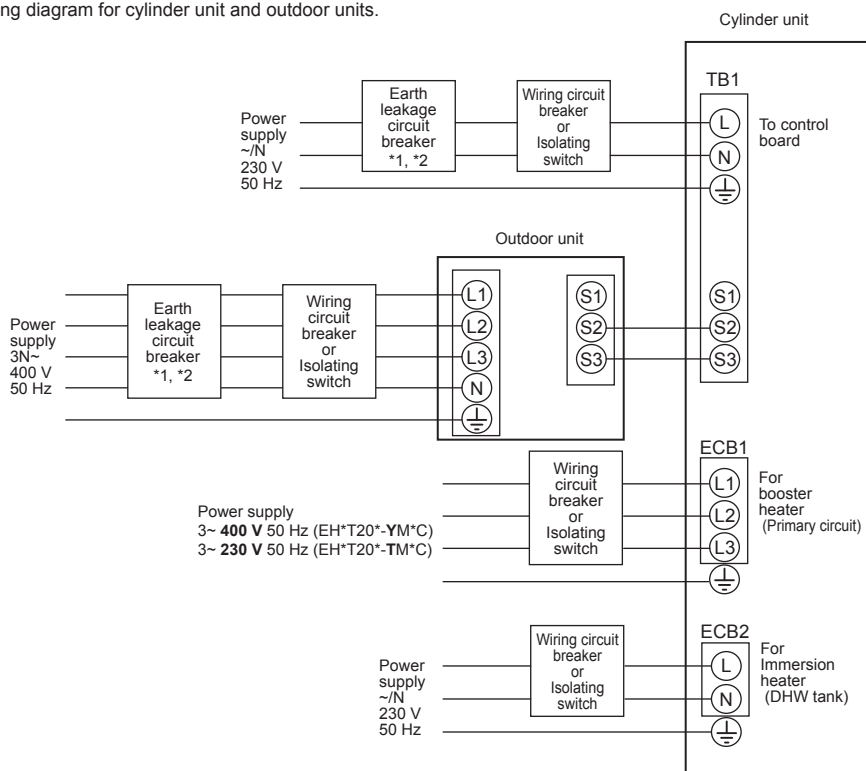 ng diagram for cylinder unit and outdoor units.
Cylinder unit
TB1
Power
supply
~/N
230 V
50 Hz
Earth
leakage
circuit
breaker
*1, *2
Wiring circuit
breaker
or
Isolating
switch
L
N
To control
board
Outdoor unit
Power
supply
3N~
400 V
50 Hz
Earth
leakage
circuit
breaker
*1, *2
Wiring
circuit
breaker
or
Isolating
switch
L1
L2
L3
N
S1
S2
S3
S1
S2
S3
ECB1
Power supply
3~ 400 V 50 Hz (EH*T20*-YM*C)
3~ 230 V 50 Hz (EH*T20*-TM*C)
Wiring
circuit
breaker
or
Isolating
switch
L1
L2
L3
For
booster
heater
(Primary circuit)
ECB2
Power
supply
~/N
230 V
50 Hz
Wiring circuit
breaker
or
Isolating
switch
L
N
For
Immersion
heater
(DHW tank)